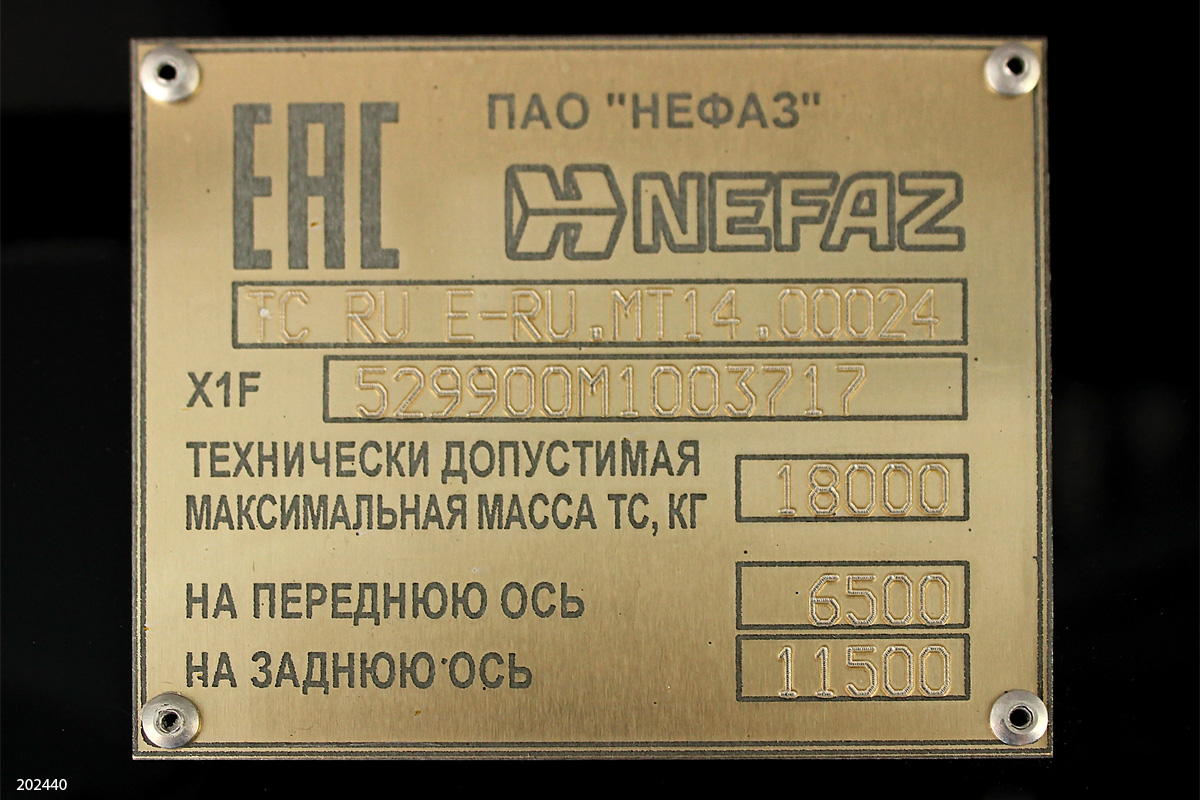 ЕАС
ПАО "НЕФАЗ"
NEFAZ
TC RU E-RU.MT14.00024
X1F 529900M1003717
ТЕХНИЧЕСКИ ДОПУСТИМАЯ
МАКСИМАЛЬНАЯ МАССА ТС, КГ 18000
НА ПЕРЕДНЮЮ ОСЬ 6500
НА ЗАДНЮЮ ОСЬ 11500
202440